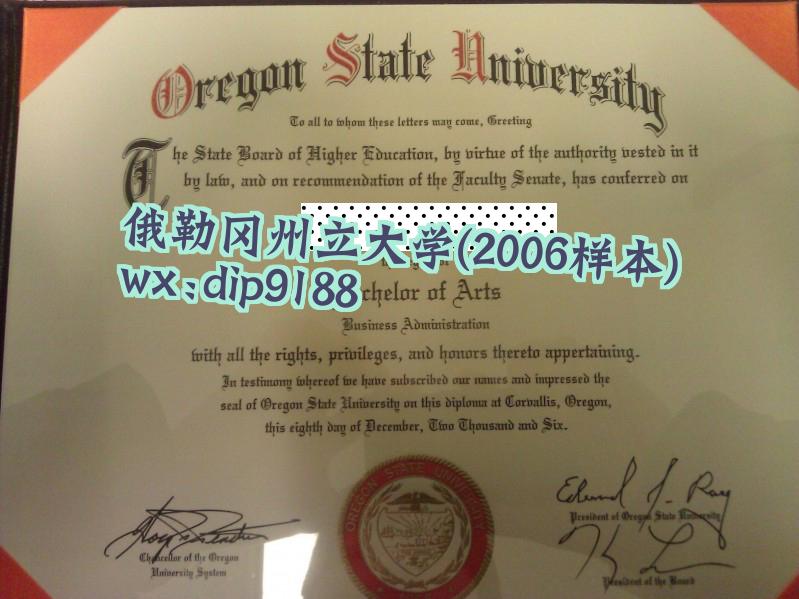 Oregon State University
To all to whom these letters may come, Greeting
The State Board of Higher Education, by virtue of the authority vested in it
by law, and on recommendation of the Faculty Senate, has conferred on
俄勒冈州立大学(2006样本)
wx:dip9188
chelor of Arts
Business Administration
with all the rights, privileges, and honors thereto appertaining.
In testimony whereof we have subscribed our names and impressed the
seal of Oregon State University on this diploma at Corvallis, Oregon,
this eighth day of December, Two Thousand and Six.
OREGON STATE UNIVERSITY
Edward J. Ray
President of Oregon State University
Chancellor of the Oregon
University System
President of the Board